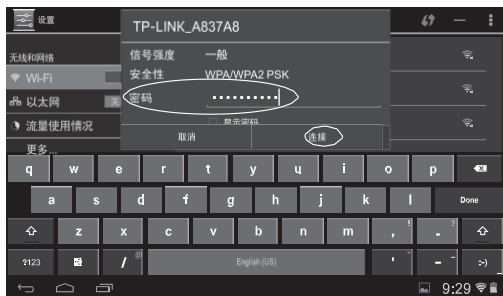 设置
TP-LINK_A837A8
无线和网络
信号强度 一般
Wi-Fi
安全性 WPA/WPA2 PSK
以太网 关
密码 ··········
流量使用情况
显示密码
更多...
取消 连接
q w e r t y u i o p
a s d f g h j k l Done
z x c v b n m , ! . ?
?123 / @ English (US) ' " - _ :-)
9:29